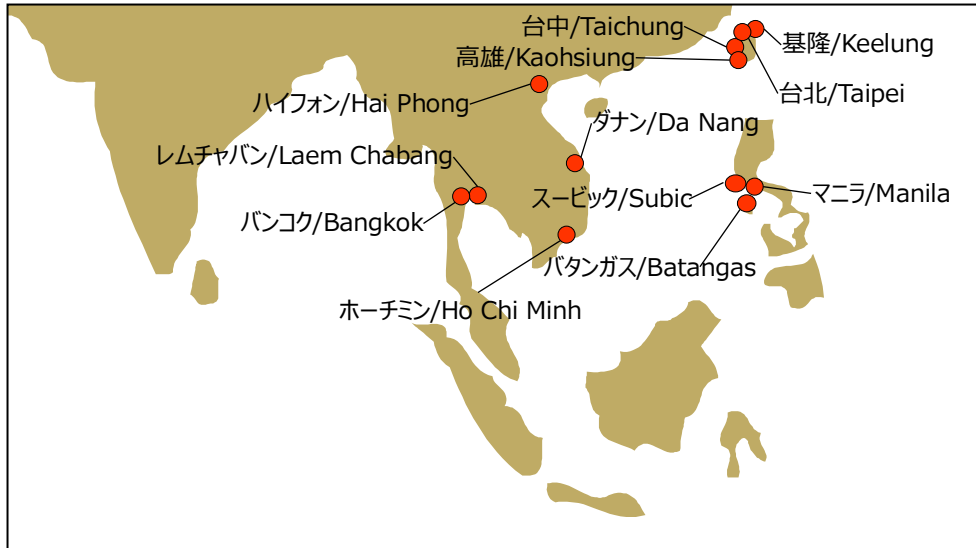 台中/Taichung
基隆/Keelung
高雄/Kaohsiung
台北/Taipei
ハイフォン/Hai Phong
ダナン/Da Nang
レムチャバン/Laem Chabang
スービック/Subic
マニラ/Manila
バンコク/Bangkok
バタンガス/Batangas
ホーチミン/Ho Chi Minh